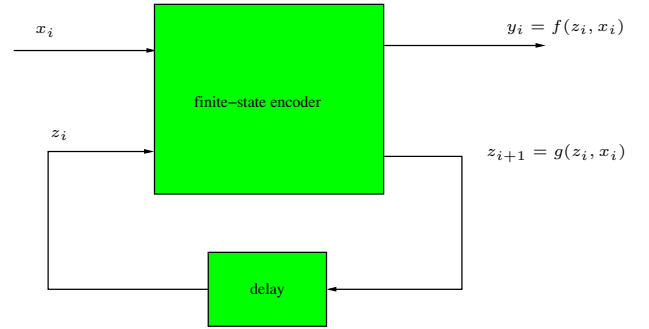 x_i
y_i = f(z_i, x_i)
finite−state encoder
z_i
z_{i+1} = g(z_i, x_i)
delay